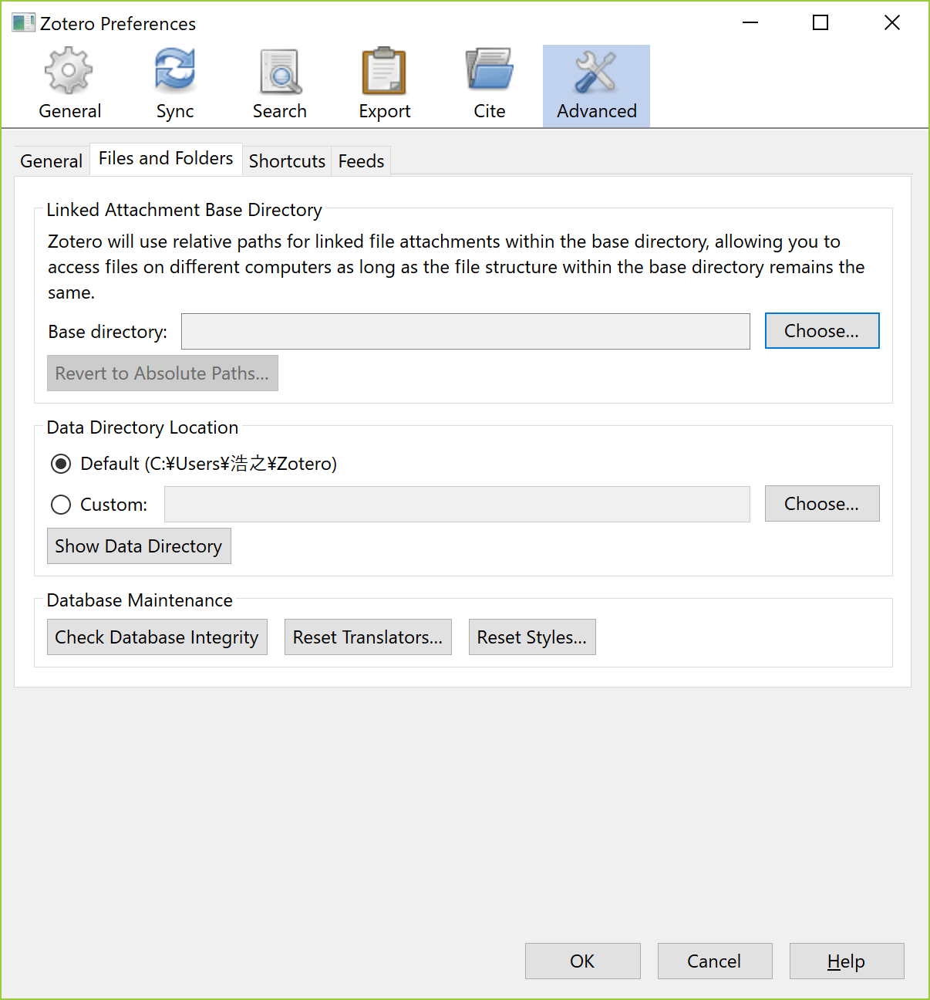 Zotero Preferences
General
Sync
Search
Export
Cite
Advanced
General
Files and Folders
Shortcuts
Feeds
Linked Attachment Base Directory
Zotero will use relative paths for linked file attachments within the base directory, allowing you to
access files on different computers as long as the file structure within the base directory remains the
same.
Base directory:
Choose...
Revert to Absolute Paths...
Data Directory Location
Default (C:¥Users¥浩之¥Zotero)
Custom:
Choose...
Show Data Directory
Database Maintenance
Check Database Integrity
Reset Translators...
Reset Styles...
OK
Cancel
Help